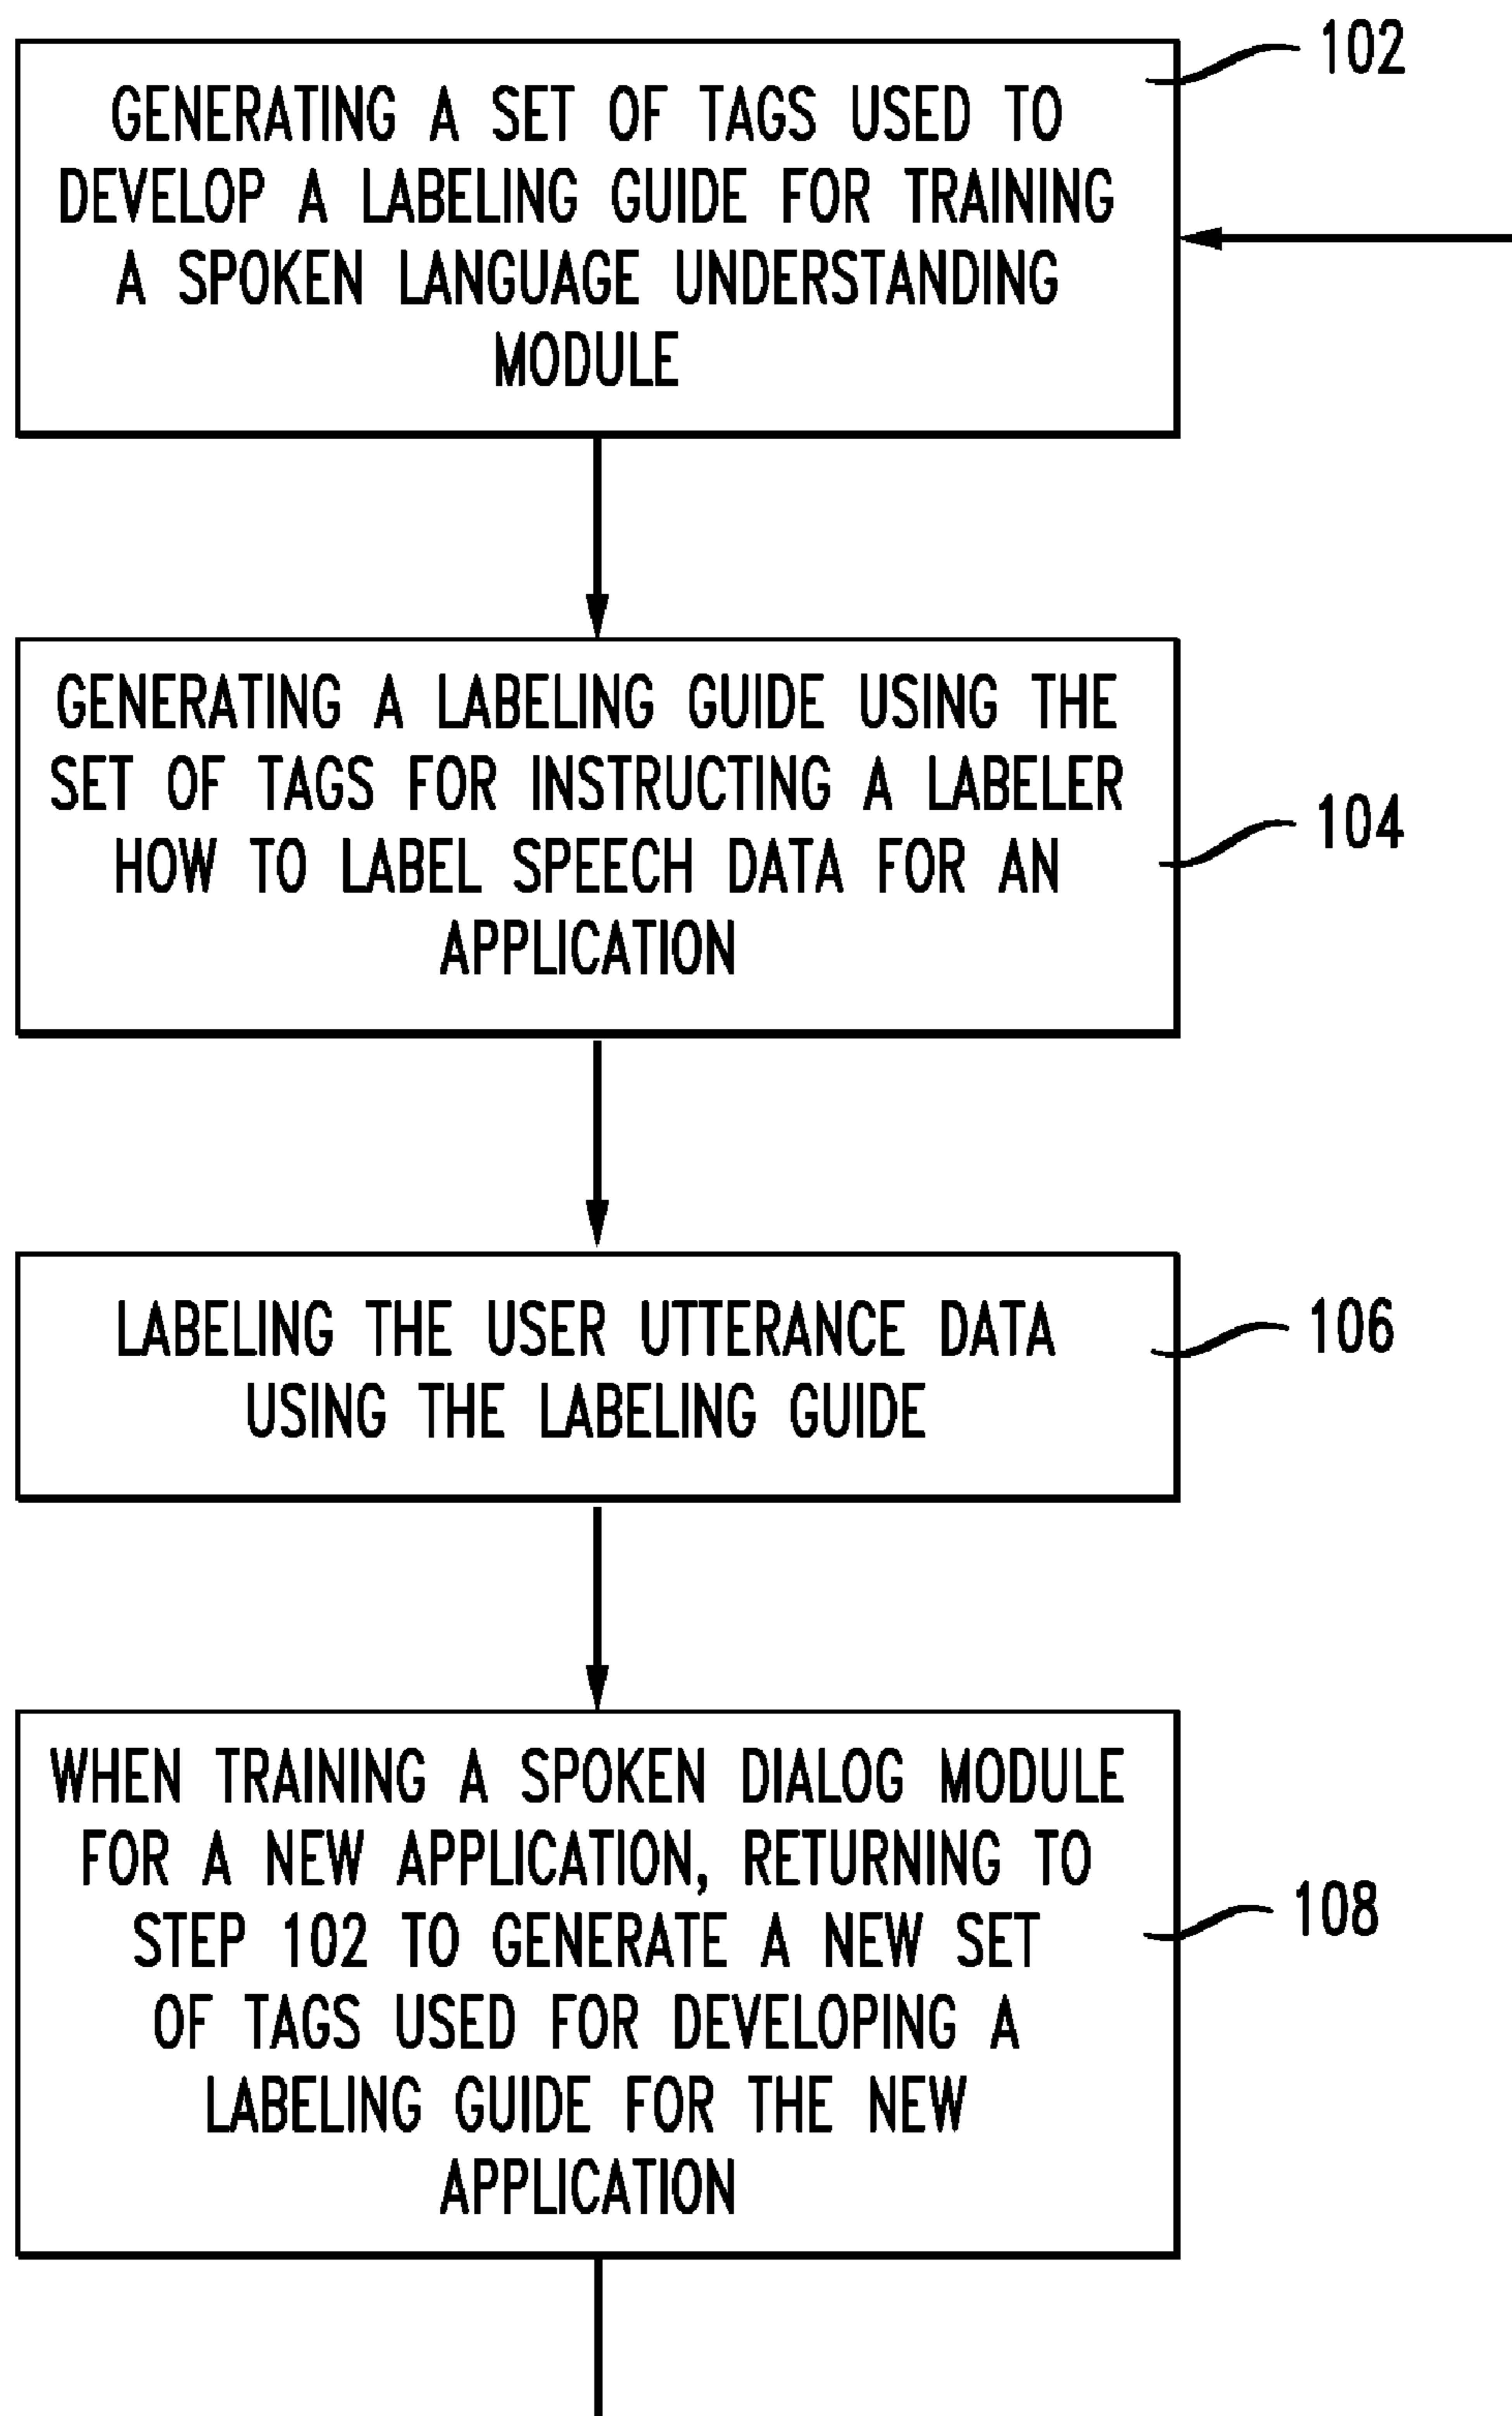 102
GENERATING A SET OF TAGS USED TO
DEVELOP A LABELING GUIDE FOR TRAINING
A SPOKEN LANGUAGE UNDERSTANDING
MODULE
GENERATING A LABELING GUIDE USING THE
SET OF TAGS FOR INSTRUCTING A LABELER
HOW TO LABEL SPEECH DATA FOR AN
APPLICATION
104
LABELING THE USER UTTERANCE DATA
USING THE LABELING GUIDE
106
WHEN TRAINING A SPOKEN DIALOG MODULE
FOR A NEW APPLICATION, RETURNING TO
STEP 102 TO GENERATE A NEW SET
OF TAGS USED FOR DEVELOPING A
LABELING GUIDE FOR THE NEW
APPLICATION
108